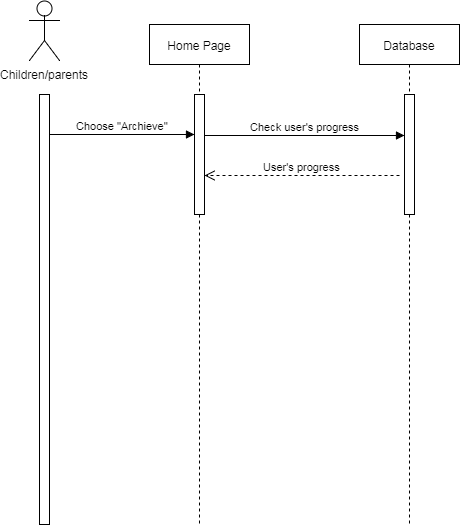 Home Page
Database
Children/parents
Choose "Archieve"
Check user's progress
User's progress